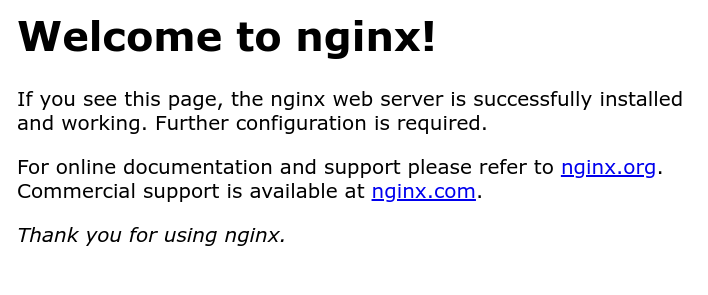 Welcome to nginx!
If you see this page, the nginx web server is successfully installed
and working. Further configuration is required.
For online documentation and support please refer to nginx.org.
Commercial support is available at nginx.com.
Thank you for using nginx.